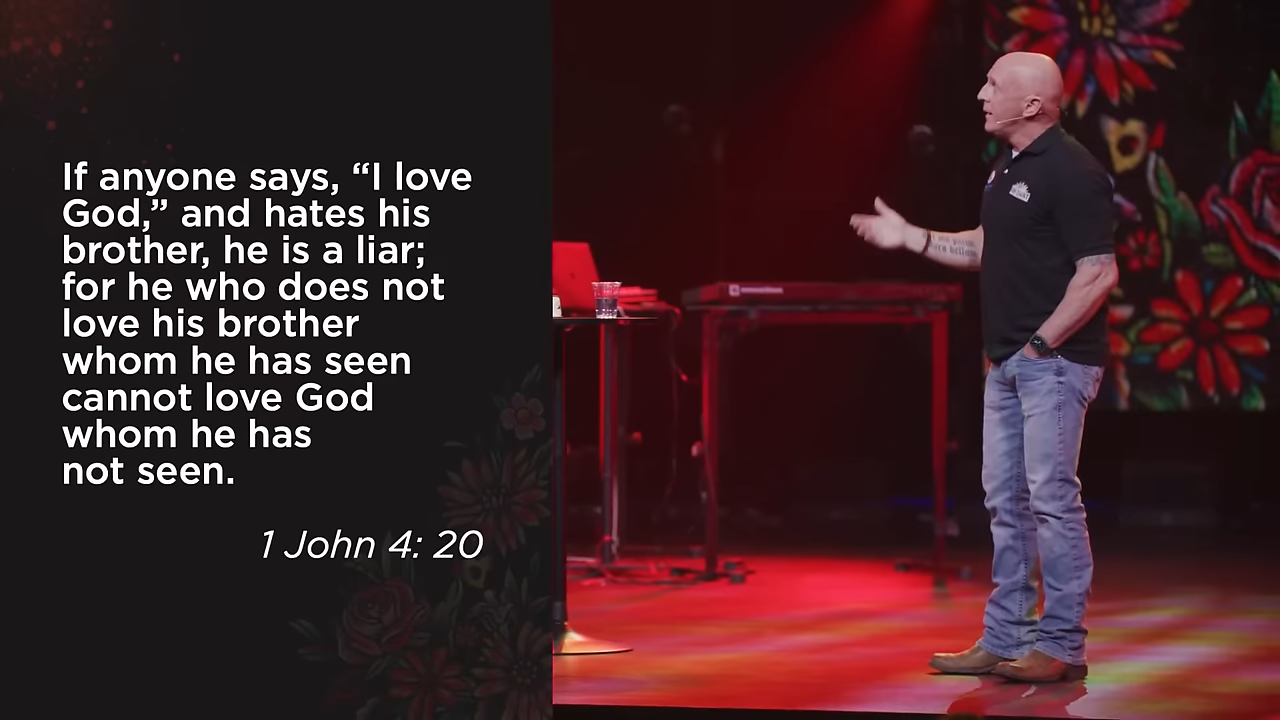 If anyone says, “I love
God,” and hates his
brother, he is a liar;
for he who does not
love his brother
whom he has seen
cannot love God
whom he has
not seen.
1 John 4: 20